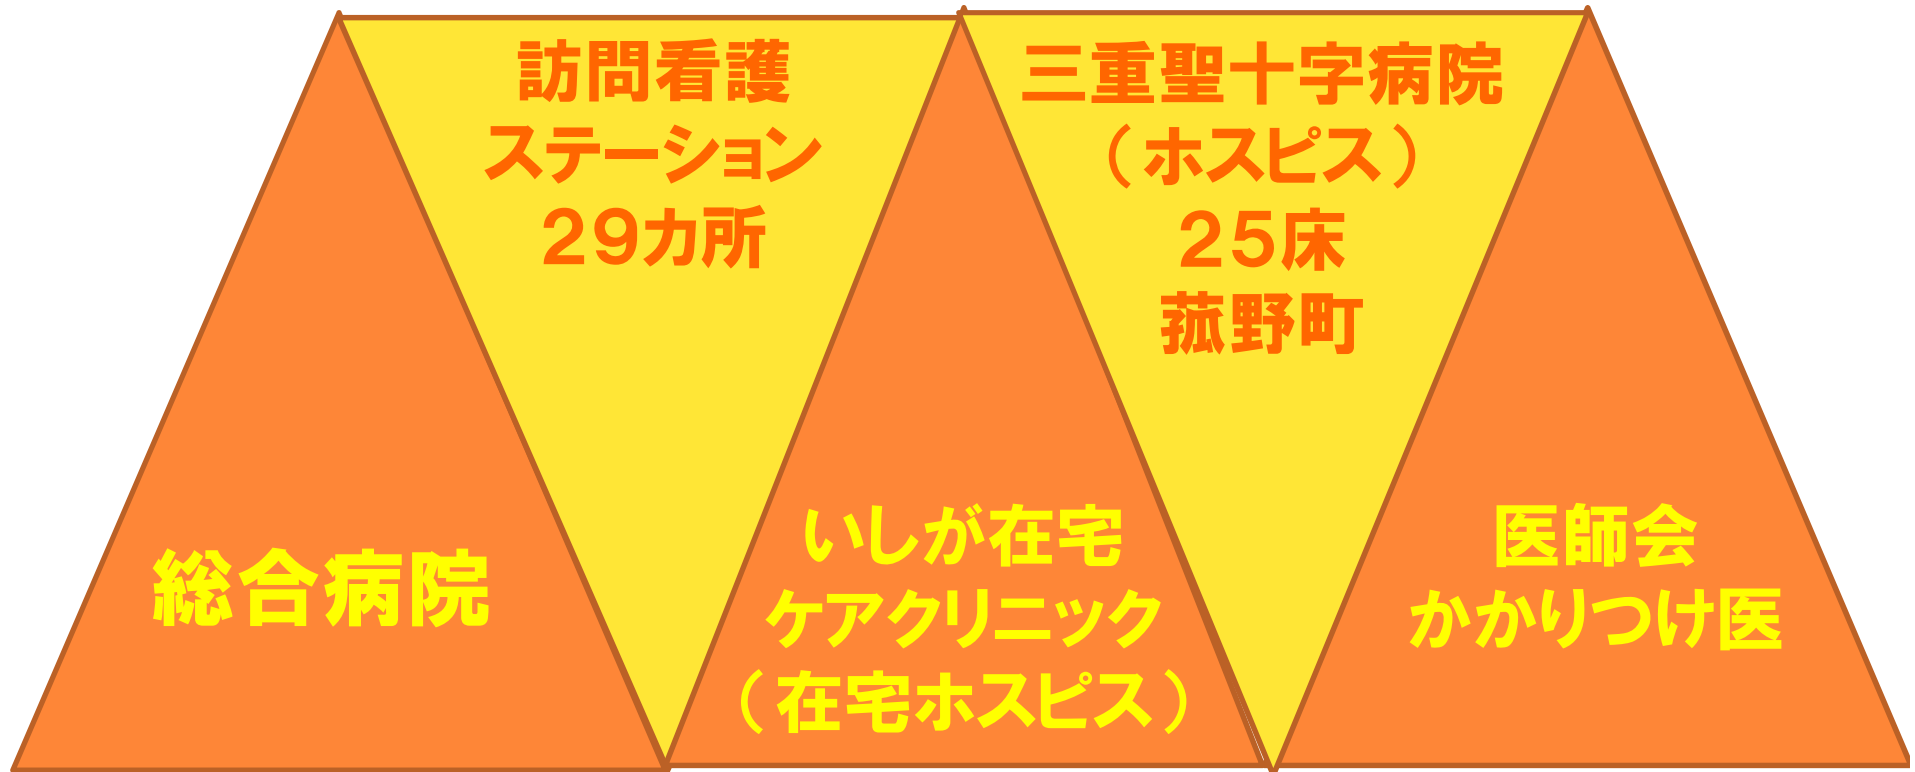 訪問看護
ステーション
２９カ所
三重聖十字病院
（ホスピス）
２５床
菰野町
総合病院
いしが在宅
ケアクリニック
（在宅ホスピス）
医師会
かかりつけ医